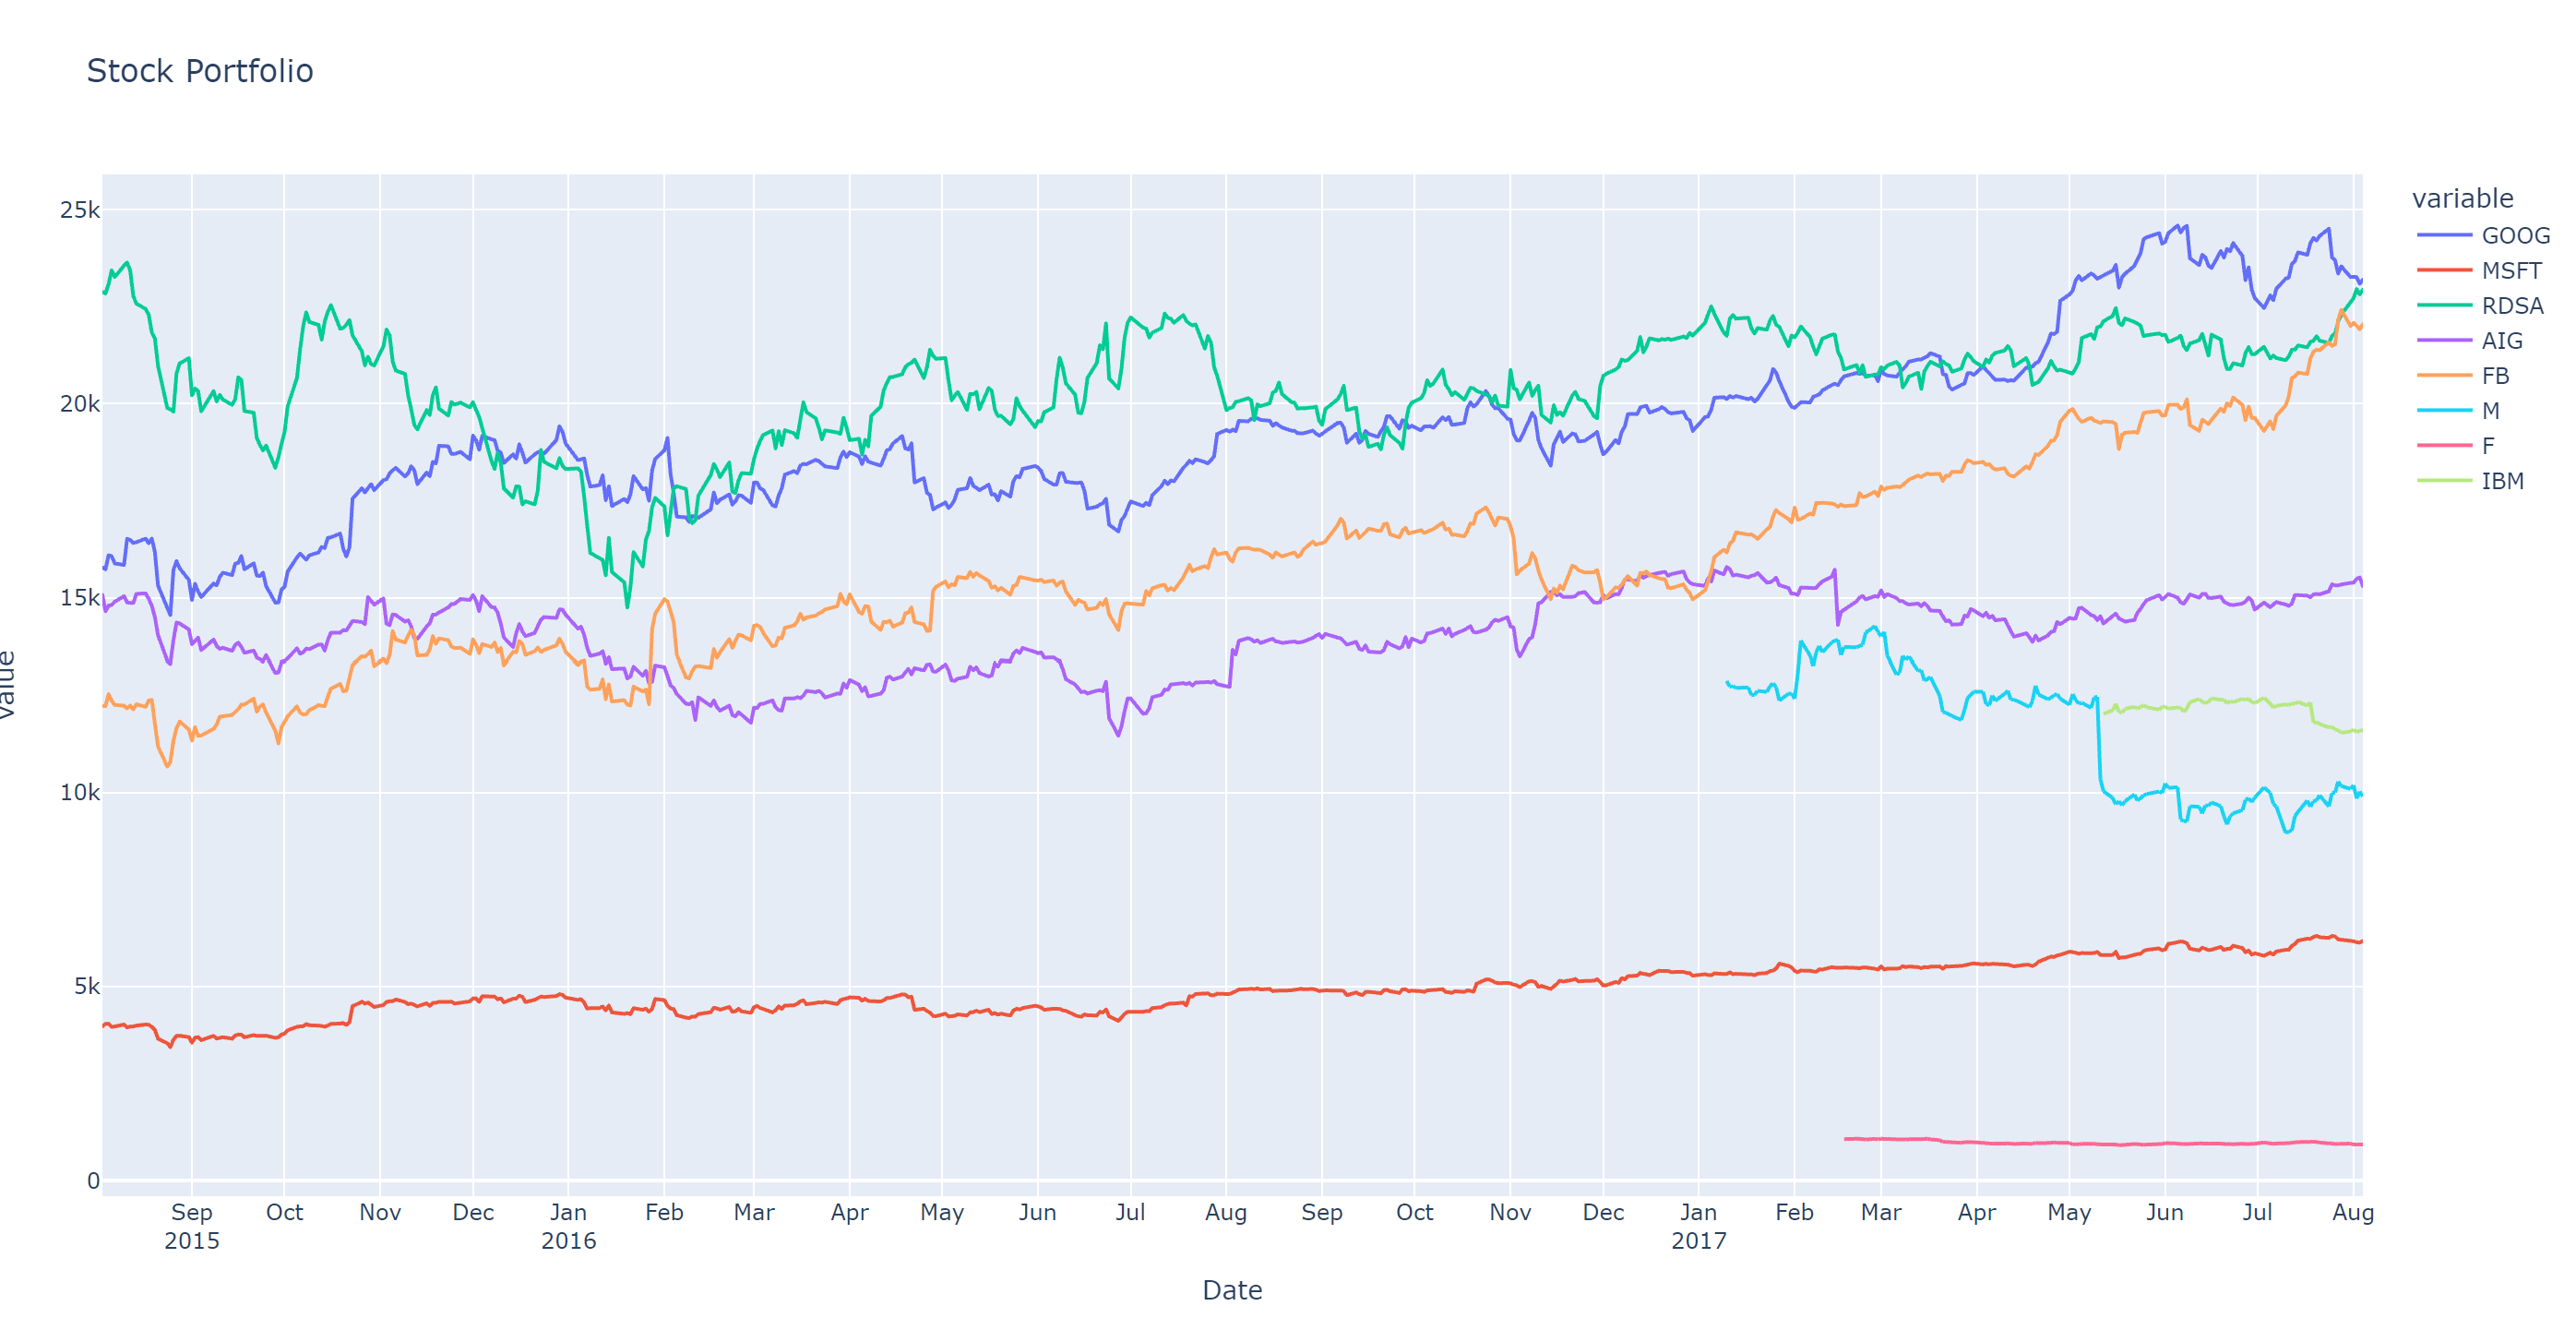 Stock Portfolio
variable
GOOG
MSFT
RDSA
AIG
FB
M
F
IBM
25k
20k
15k
10k
5k
0
value
Sep Oct Nov Dec Jan Feb Mar Apr May Jun Jul Aug Sep Oct Nov Dec Jan Feb Mar Apr May Jun Jul Aug
2015 2016 2017
Date